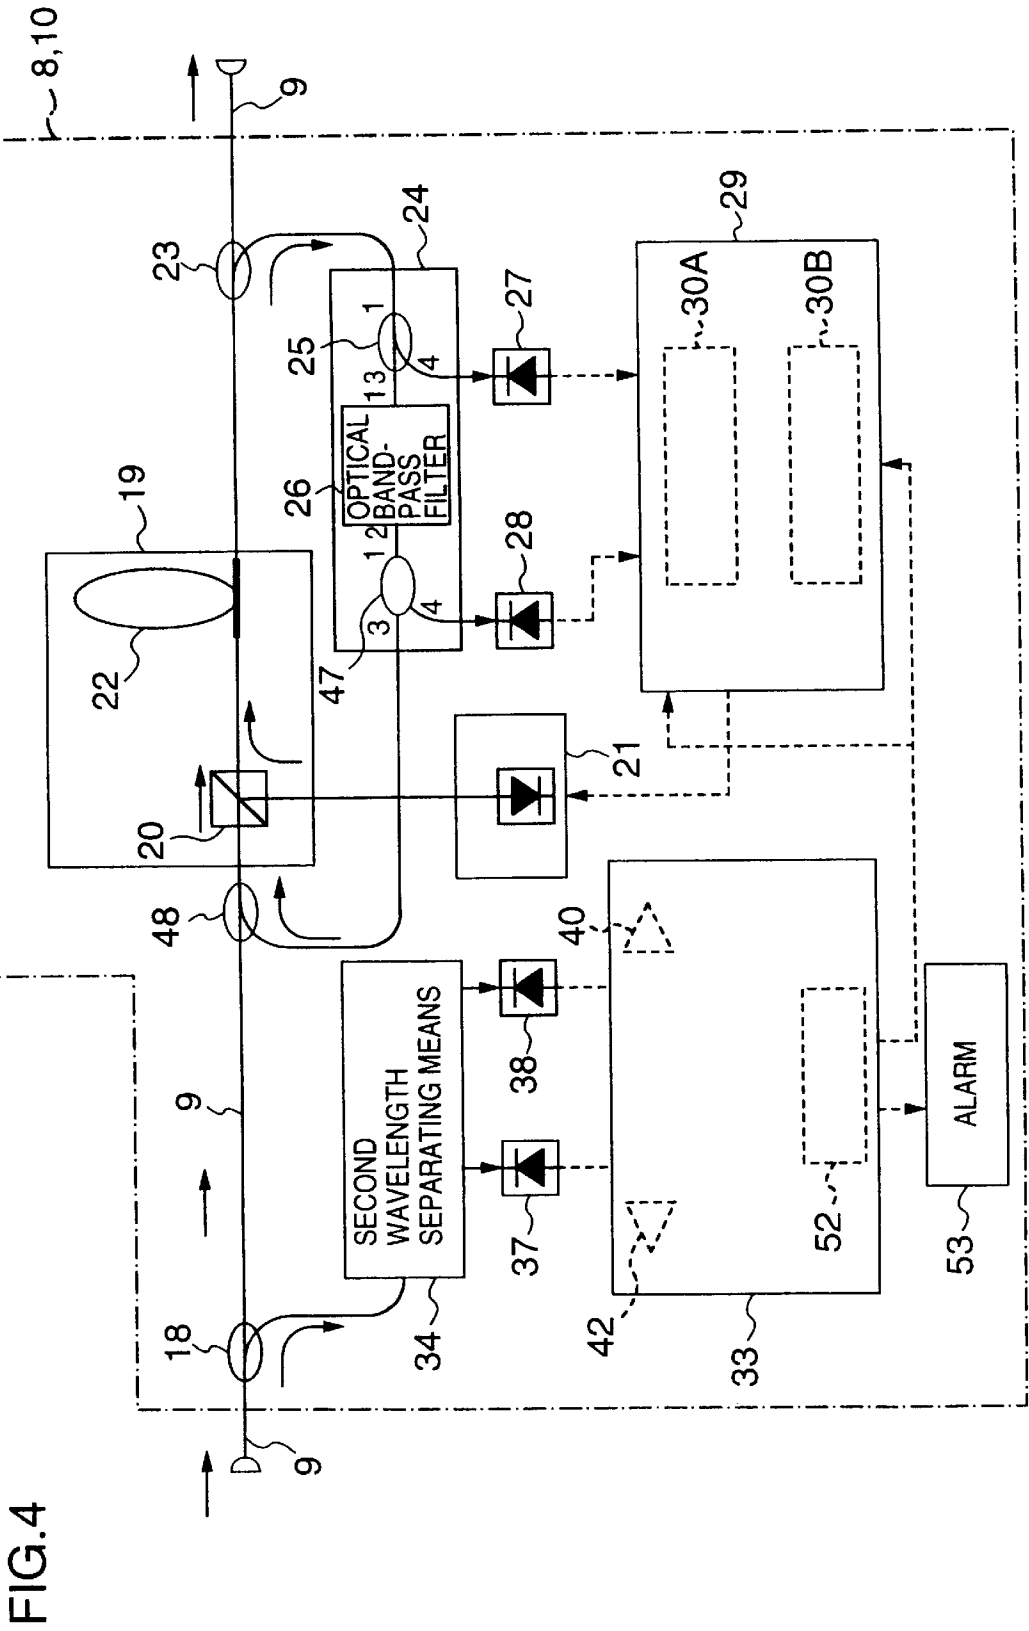 FIG.4
8,10
9
9
9
18
48
20
19
22
23
24
25
1
13
4
26
OPTICAL
BAND-
PASS
FILTER
12
47
3
4
27
28
21
29
30A
30B
34
SECOND
WAVELENGTH
SEPARATING MEANS
37
38
40
42
33
52
53
ALARM